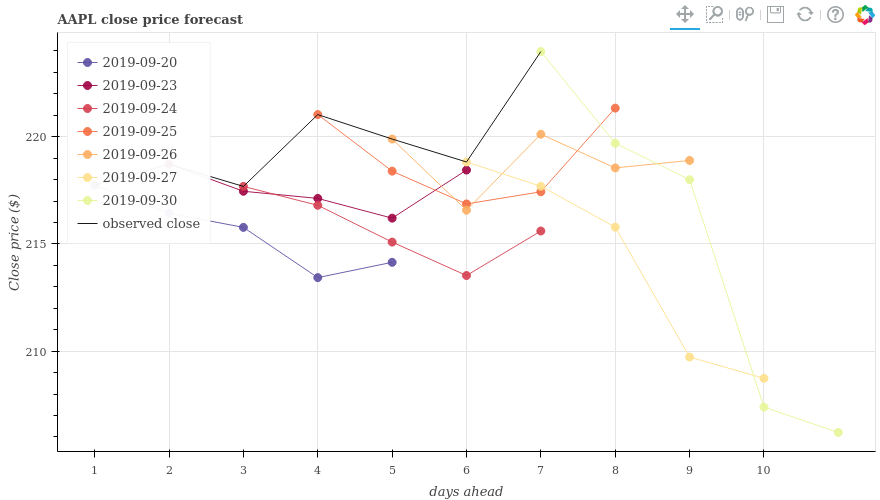 AAPL close price forecast
2019-09-20
2019-09-23
2019-09-24
2019-09-25
2019-09-26
2019-09-27
2019-09-30
observed close
220
215
210
Close price ($)
1 2 3 4 5 6 7 8 9 10
days ahead